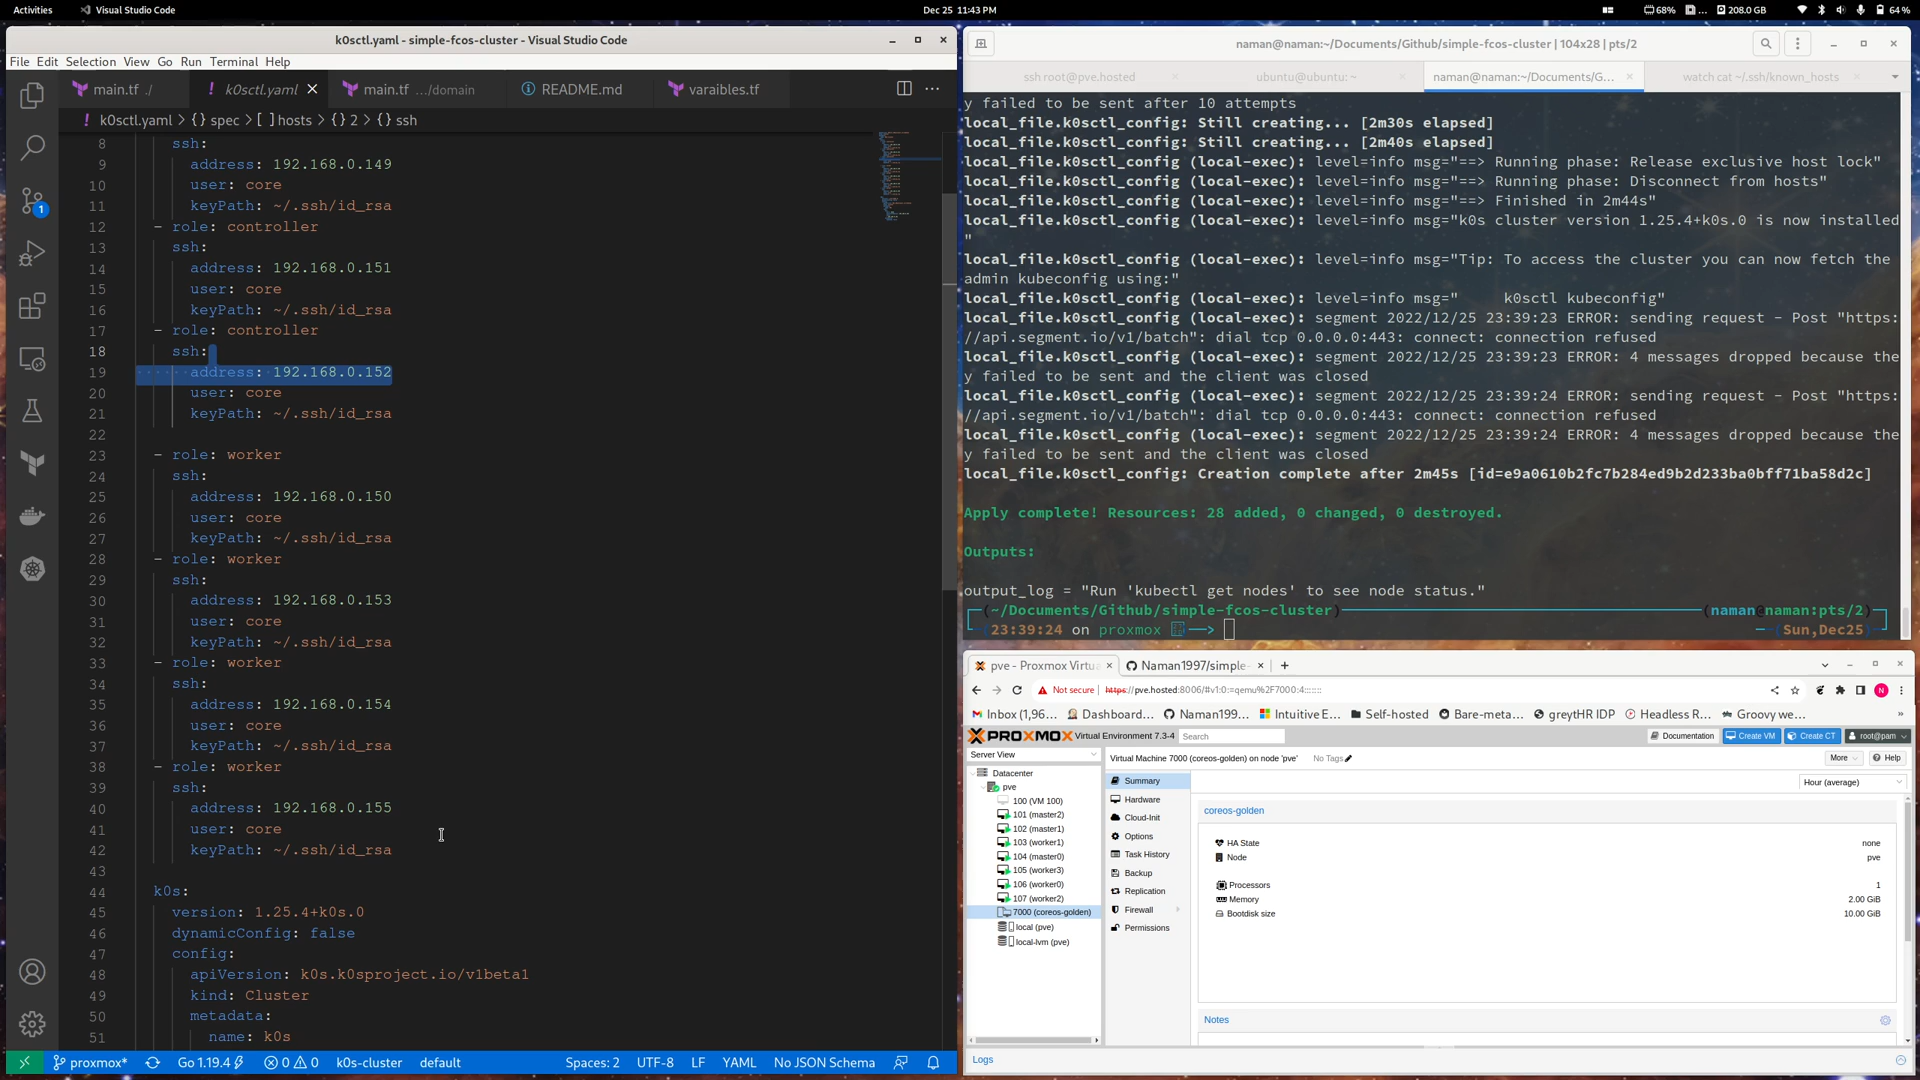 Activities
Visual Studio Code
Dec 25 11:43 PM
68%
...
208.0 GB
64 %
k0sctl.yaml - simple-fcos-cluster - Visual Studio Code
File Edit Selection View Go Run Terminal Help
main.tf ./
! k0sctl.yaml
main.tf .../domain
README.md
varaibles.tf
! k0sctl.yaml > {} spec > [ ] hosts > {} 2 > {} ssh
8 ssh:
9 address: 192.168.0.149
10 user: core
11 keyPath: ~/.ssh/id_rsa
12 - role: controller
13 ssh:
14 address: 192.168.0.151
15 user: core
16 keyPath: ~/.ssh/id_rsa
17 - role: controller
18 ssh:
19 address: 192.168.0.152
20 user: core
21 keyPath: ~/.ssh/id_rsa
22
23 - role: worker
24 ssh:
25 address: 192.168.0.150
26 user: core
27 keyPath: ~/.ssh/id_rsa
28 - role: worker
29 ssh:
30 address: 192.168.0.153
31 user: core
32 keyPath: ~/.ssh/id_rsa
33 - role: worker
34 ssh:
35 address: 192.168.0.154
36 user: core
37 keyPath: ~/.ssh/id_rsa
38 - role: worker
39 ssh:
40 address: 192.168.0.155
41 user: core
42 keyPath: ~/.ssh/id_rsa
43
44 k0s:
45 version: 1.25.4+k0s.0
46 dynamicConfig: false
47 config:
48 apiVersion: k0s.k0sproject.io/v1beta1
49 kind: Cluster
50 metadata:
51 name: k0s
1
proxmox* Go 1.19.4 0 0 k0s-cluster default Spaces: 2 UTF-8 LF YAML No JSON Schema
naman@naman:~/Documents/Github/simple-fcos-cluster | 104x28 | pts/2
ssh root@pve.hosted
ubuntu@ubuntu: ~
naman@naman:~/Documents/G...
watch cat ~/.ssh/known_hosts
y failed to be sent after 10 attempts
local_file.k0sctl_config: Still creating... [2m30s elapsed]
local_file.k0sctl_config: Still creating... [2m40s elapsed]
local_file.k0sctl_config (local-exec): level=info msg="==> Running phase: Release exclusive host lock"
local_file.k0sctl_config (local-exec): level=info msg="==> Running phase: Disconnect from hosts"
local_file.k0sctl_config (local-exec): level=info msg="==> Finished in 2m44s"
local_file.k0sctl_config (local-exec): level=info msg="k0s cluster version 1.25.4+k0s.0 is now installed
"
local_file.k0sctl_config (local-exec): level=info msg="Tip: To access the cluster you can now fetch the
admin kubeconfig using:"
local_file.k0sctl_config (local-exec): level=info msg="     k0sctl kubeconfig"
local_file.k0sctl_config (local-exec): segment 2022/12/25 23:39:23 ERROR: sending request - Post "https:
//api.segment.io/v1/batch": dial tcp 0.0.0.0:443: connect: connection refused
local_file.k0sctl_config (local-exec): segment 2022/12/25 23:39:23 ERROR: 4 messages dropped because the
y failed to be sent and the client was closed
local_file.k0sctl_config (local-exec): segment 2022/12/25 23:39:24 ERROR: sending request - Post "https:
//api.segment.io/v1/batch": dial tcp 0.0.0.0:443: connect: connection refused
local_file.k0sctl_config (local-exec): segment 2022/12/25 23:39:24 ERROR: 4 messages dropped because the
y failed to be sent and the client was closed
local_file.k0sctl_config: Creation complete after 2m45s [id=e9a0610b2fc7b284ed9b2d233ba0bff71ba58d2c]
Apply complete! Resources: 28 added, 0 changed, 0 destroyed.
Outputs:
output_log = "Run 'kubectl get nodes' to see node status."
(~/Documents/Github/simple-fcos-cluster) (naman@naman:pts/2)
(23:39:24 on proxmox (Sun,Dec25)
pve - Proxmox Virtua
Naman1997/simple-
Not secure | https://pve.hosted:8006/#v1:0:=qemu%2F7000:4:::::::
N
Inbox (1,96... Dashboard... Naman199... Intuitive E... Self-hosted Bare-meta... greytHR IDP Headless R... Groovy we... »
PROXMOX Virtual Environment 7.3-4
Search
Documentation
Create VM
Create CT
root@pam
Server View
Virtual Machine 7000 (coreos-golden) on node 'pve'
No Tags
More
Help
Datacenter
pve
100 (VM 100)
101 (master2)
102 (master1)
103 (worker1)
104 (master0)
105 (worker3)
106 (worker0)
107 (worker2)
7000 (coreos-golden)
local (pve)
local-lvm (pve)
Summary
Hardware
Cloud-Init
Options
Task History
Backup
Replication
Firewall
Permissions
Hour (average)
coreos-golden
HA State none
Node pve
Processors 1
Memory 2.00 GiB
Bootdisk size 10.00 GiB
Notes
Logs